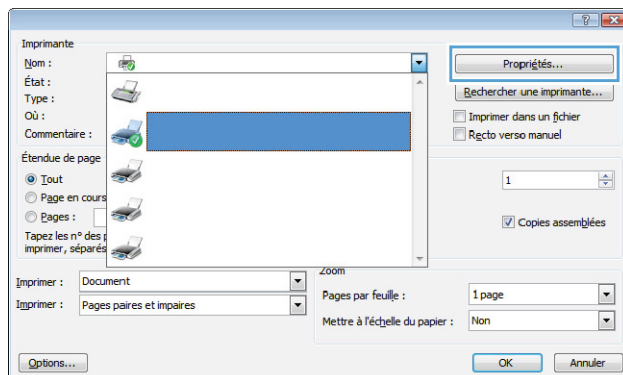 Imprimante
Nom :
Propriétés...
État :
Type :
Rechercher une imprimante...
Où :
Imprimer dans un fichier
Commentaire :
Recto verso manuel
Étendue de page
Tout
1
Page en cours
Pages :
Copies assemblées
Tapez les n° des
imprimer, séparés
Imprimer :
Document
Zoom
Imprimer :
Pages paires et impaires
Pages par feuille :
1 page
Mettre à l'échelle du papier :
Non
Options...
OK
Annuler